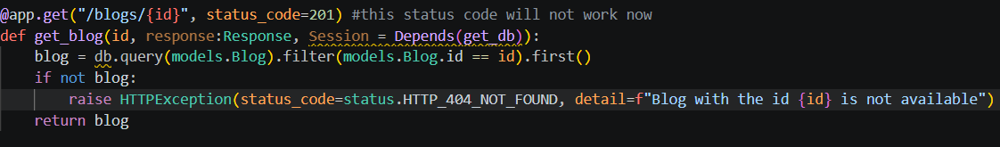 @app.get("/blogs/{id}", status_code=201) #this status code will not work now
def get_blog(id, response:Response, Session = Depends(get_db)):
    blog = db.query(models.Blog).filter(models.Blog.id == id).first()
    if not blog:
        raise HTTPException(status_code=status.HTTP_404_NOT_FOUND, detail=f"Blog with the id {id} is not available")
    return blog